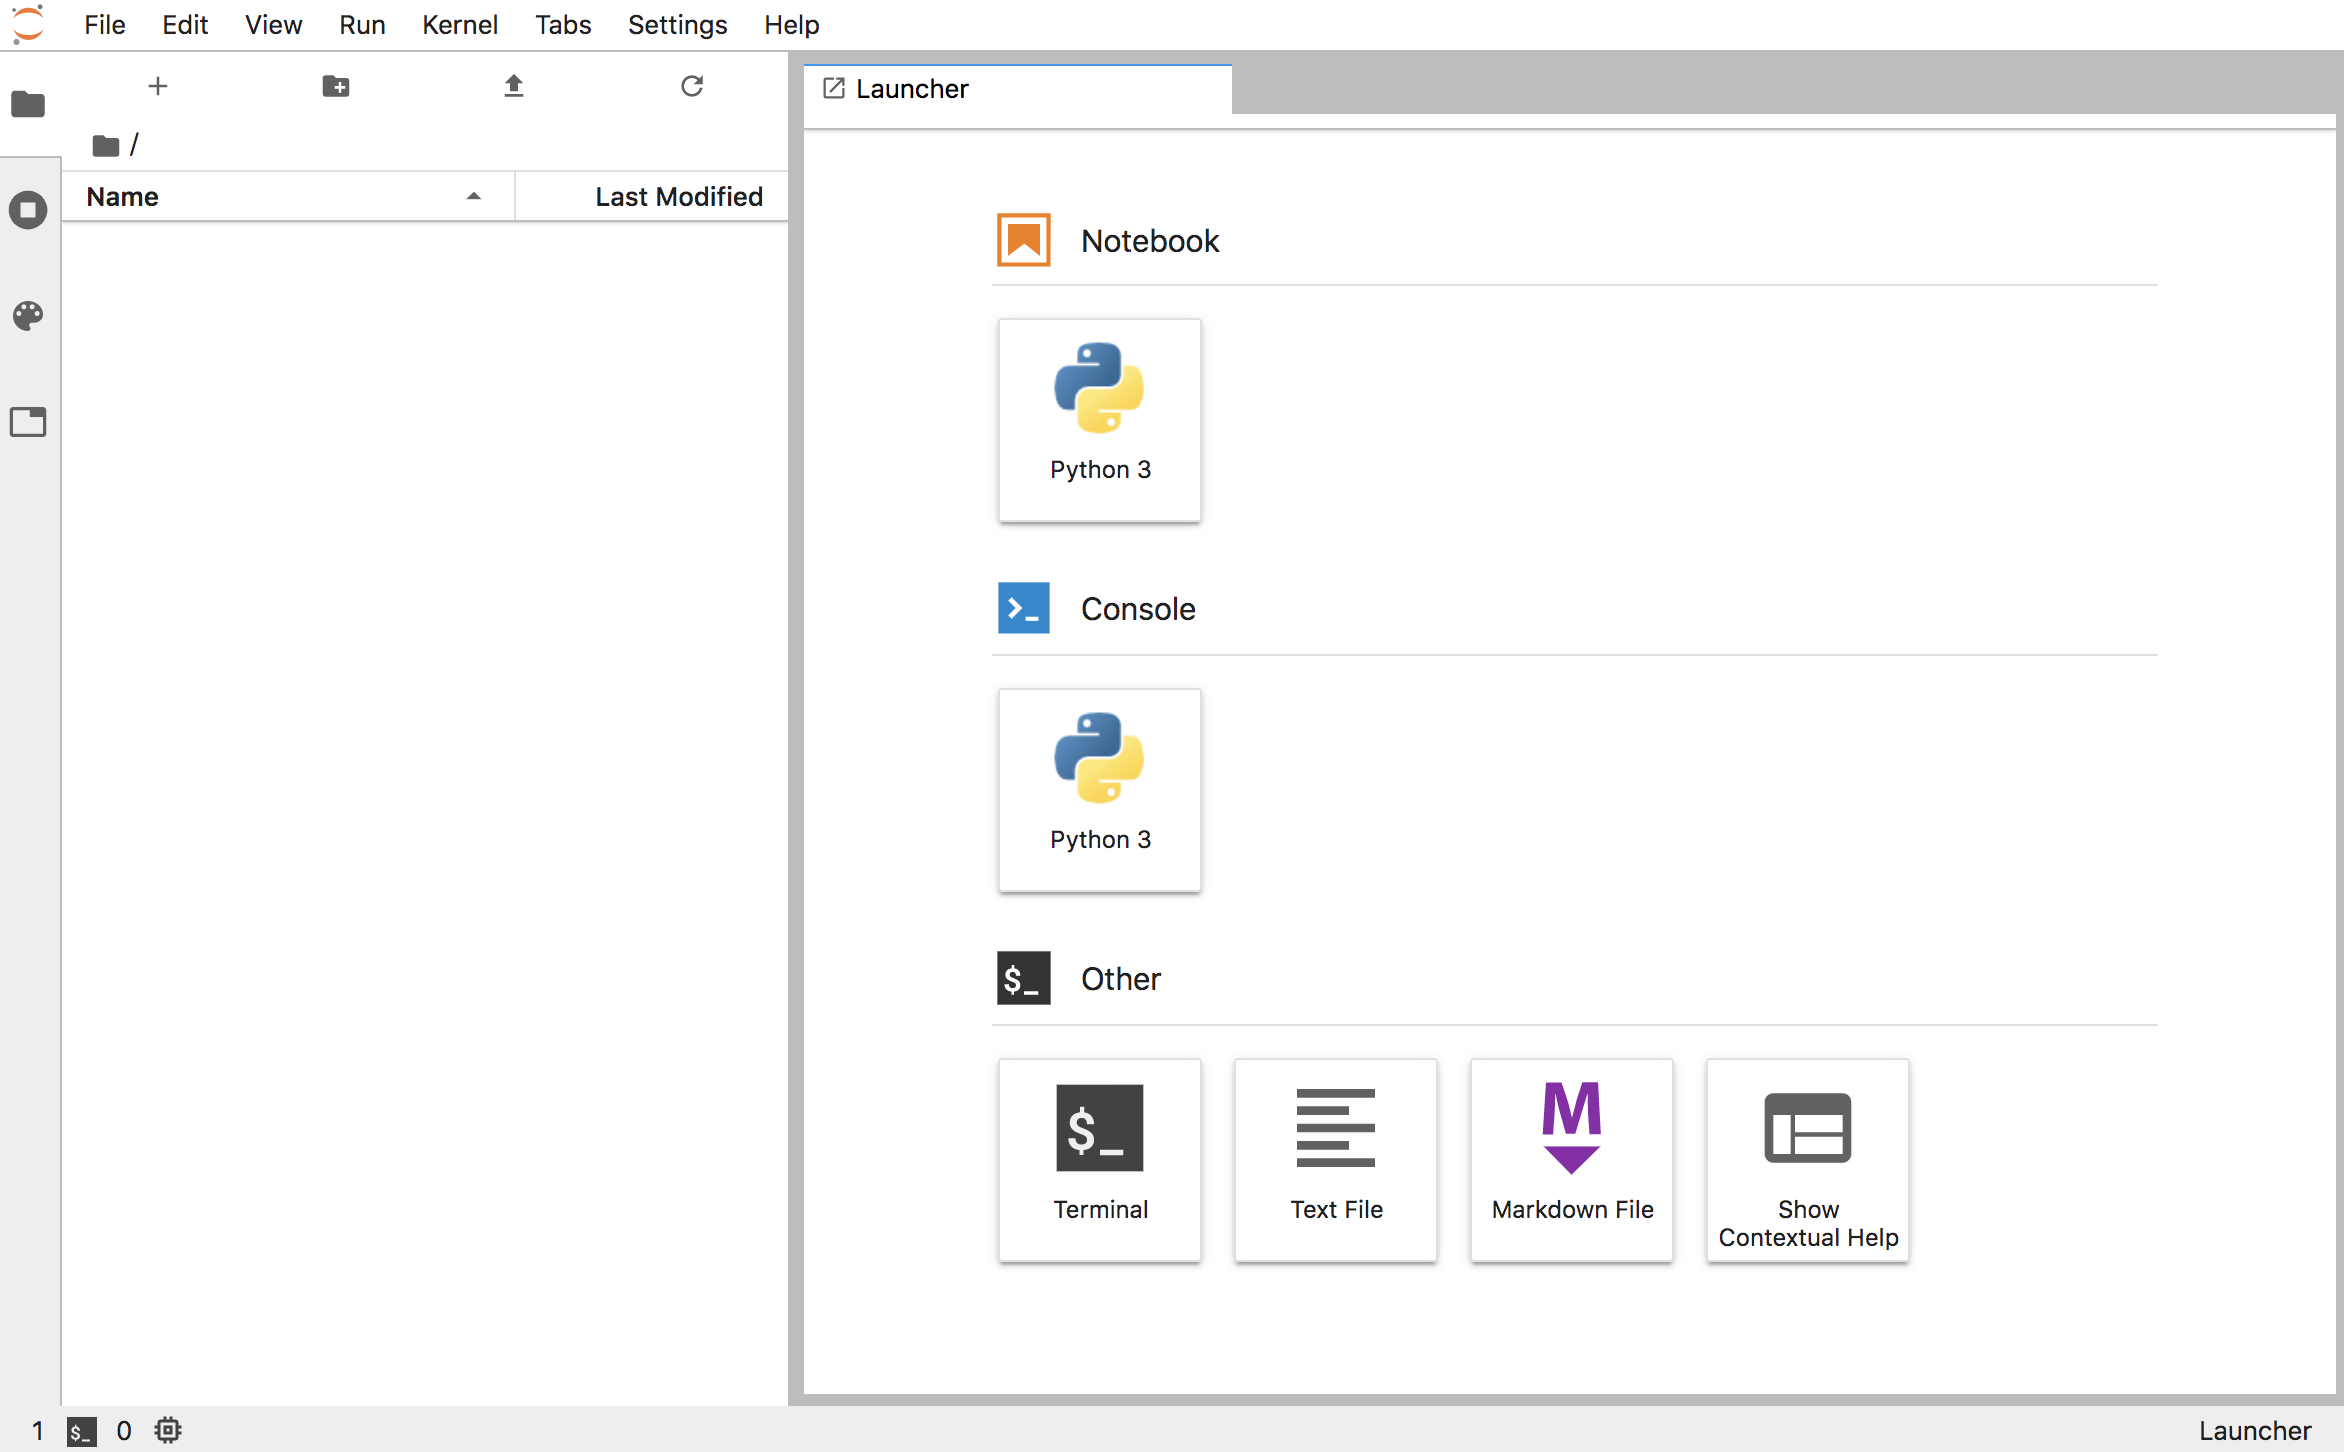 File Edit View Run Kernel Tabs Settings Help
Launcher
/
Name Last Modified
Notebook
Python 3
Console
Python 3
$_ Other
$_ M
Terminal Text File Markdown File Show
Contextual Help
1 $_ 0 Launcher